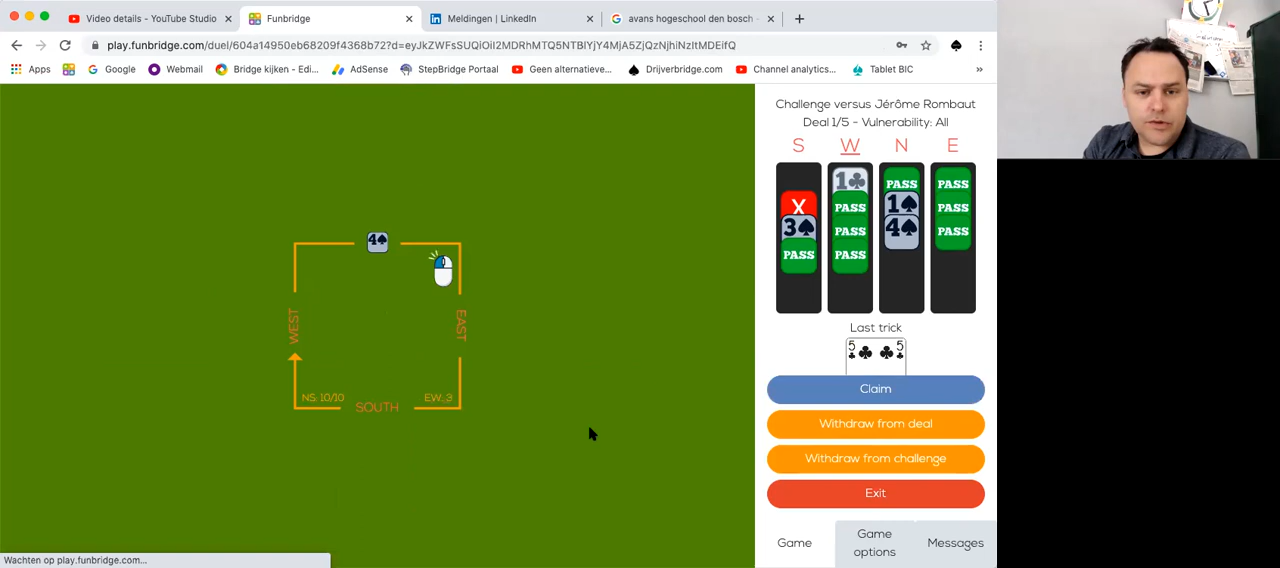 Video details - YouTube Studio
Funbridge
Meldingen | LinkedIn
avans hogeschool den bosch -
play.funbridge.com/duel/604a14950eb68209f4368b72?d=eyJkZWFsSUQiOiI2MDRhMTQ5NTBlYjY4MjA5ZjQzNjhiNzItMDEifQ
Apps
Google
Webmail
Bridge kijken - Edi...
AdSense
StepBridge Portaal
Geen alternatieve...
Drijverbridge.com
Channel analytics...
Tablet BIC
»
Challenge versus Jérôme Rombaut
Deal 1/5 - Vulnerability: All
S W N E
1♣ PASS PASS
X PASS 1♠ PASS
3♠ PASS 4♠ PASS
PASS PASS
4♠
WEST
EAST
NS: 10/10
EW: 3
SOUTH
Last trick
5♣ ♣5
Claim
Withdraw from deal
Withdraw from challenge
Exit
Game
Game options
Messages
Wachten op play.funbridge.com...